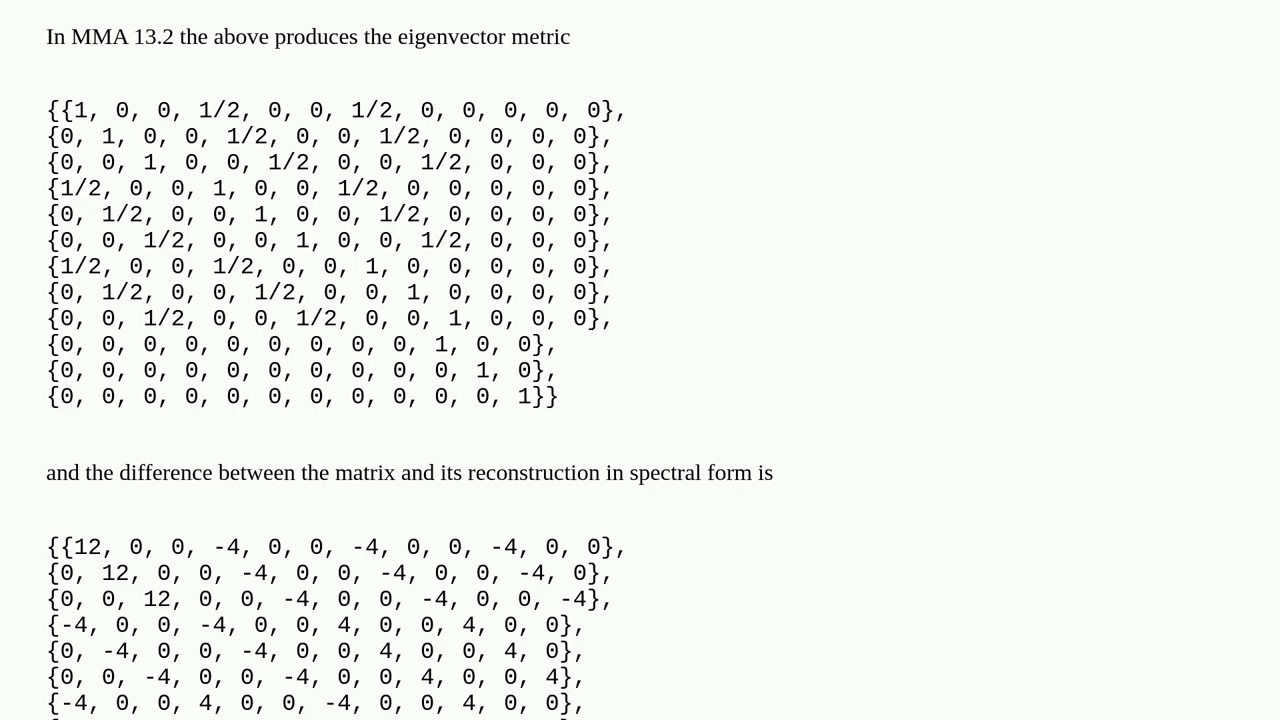 In MMA 13.2 the above produces the eigenvector metric
{{1, 0, 0, 1/2, 0, 0, 1/2, 0, 0, 0, 0, 0},
{0, 1, 0, 0, 1/2, 0, 0, 1/2, 0, 0, 0, 0},
{0, 0, 1, 0, 0, 1/2, 0, 0, 1/2, 0, 0, 0},
{1/2, 0, 0, 1, 0, 0, 1/2, 0, 0, 0, 0, 0},
{0, 1/2, 0, 0, 1, 0, 0, 1/2, 0, 0, 0, 0},
{0, 0, 1/2, 0, 0, 1, 0, 0, 1/2, 0, 0, 0},
{1/2, 0, 0, 1/2, 0, 0, 1, 0, 0, 0, 0, 0},
{0, 1/2, 0, 0, 1/2, 0, 0, 1, 0, 0, 0, 0},
{0, 0, 1/2, 0, 0, 1/2, 0, 0, 1, 0, 0, 0},
{0, 0, 0, 0, 0, 0, 0, 0, 0, 1, 0, 0},
{0, 0, 0, 0, 0, 0, 0, 0, 0, 0, 1, 0},
{0, 0, 0, 0, 0, 0, 0, 0, 0, 0, 0, 1}}
and the difference between the matrix and its reconstruction in spectral form is
{{12, 0, 0, -4, 0, 0, -4, 0, 0, -4, 0, 0},
{0, 12, 0, 0, -4, 0, 0, -4, 0, 0, -4, 0},
{0, 0, 12, 0, 0, -4, 0, 0, -4, 0, 0, -4},
{-4, 0, 0, -4, 0, 0, 4, 0, 0, 4, 0, 0},
{0, -4, 0, 0, -4, 0, 0, 4, 0, 0, 4, 0},
{0, 0, -4, 0, 0, -4, 0, 0, 4, 0, 0, 4},
{-4, 0, 0, 4, 0, 0, -4, 0, 0, 4, 0, 0},